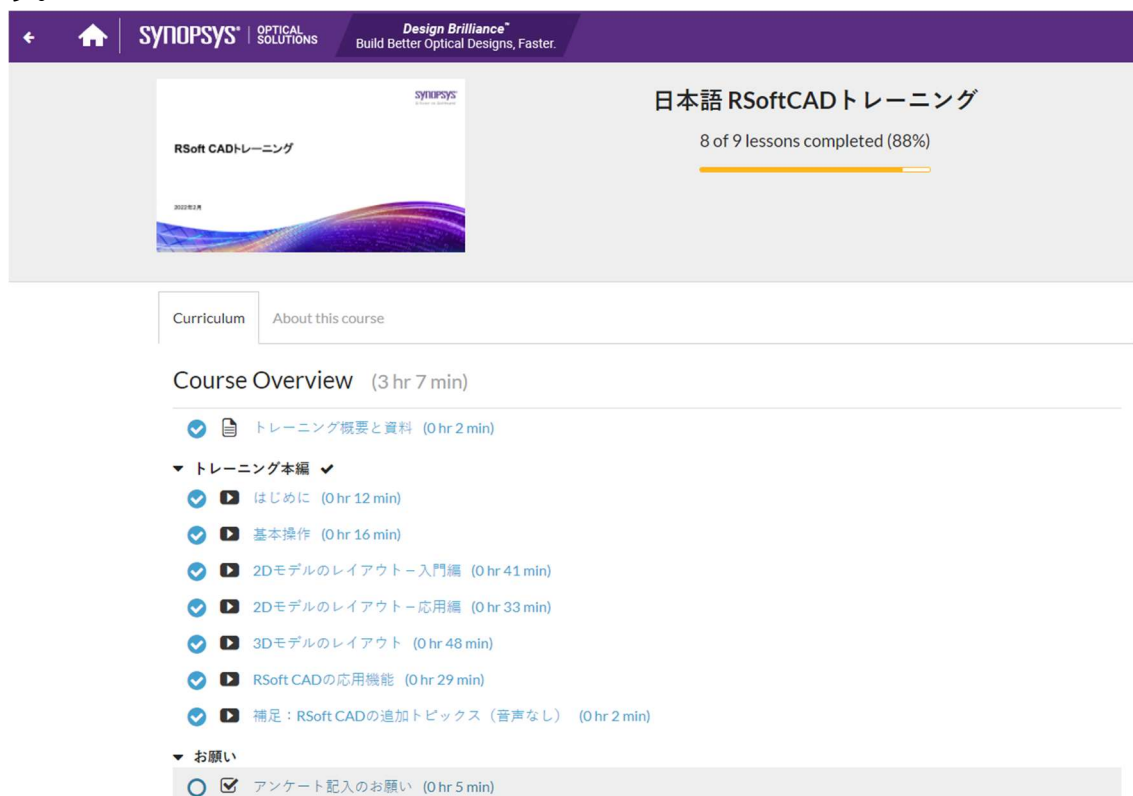 す。
SYNOPSYS® | OPTICAL SOLUTIONS
Design Brilliance™
Build Better Optical Designs, Faster.
SYNOPSYS®
RSoft CADトレーニング
2022年2月
日本語 RSoftCADトレーニング
8 of 9 lessons completed (88%)
Curriculum About this course
Course Overview (3 hr 7 min)
トレーニング概要と資料 (0 hr 2 min)
トレーニング本編
はじめに (0 hr 12 min)
基本操作 (0 hr 16 min)
2Dモデルのレイアウト – 入門編 (0 hr 41 min)
2Dモデルのレイアウト – 応用編 (0 hr 33 min)
3Dモデルのレイアウト (0 hr 48 min)
RSoft CADの応用機能 (0 hr 29 min)
補足:RSoft CADの追加トピックス(音声なし) (0 hr 2 min)
お願い
アンケート記入のお願い (0 hr 5 min)